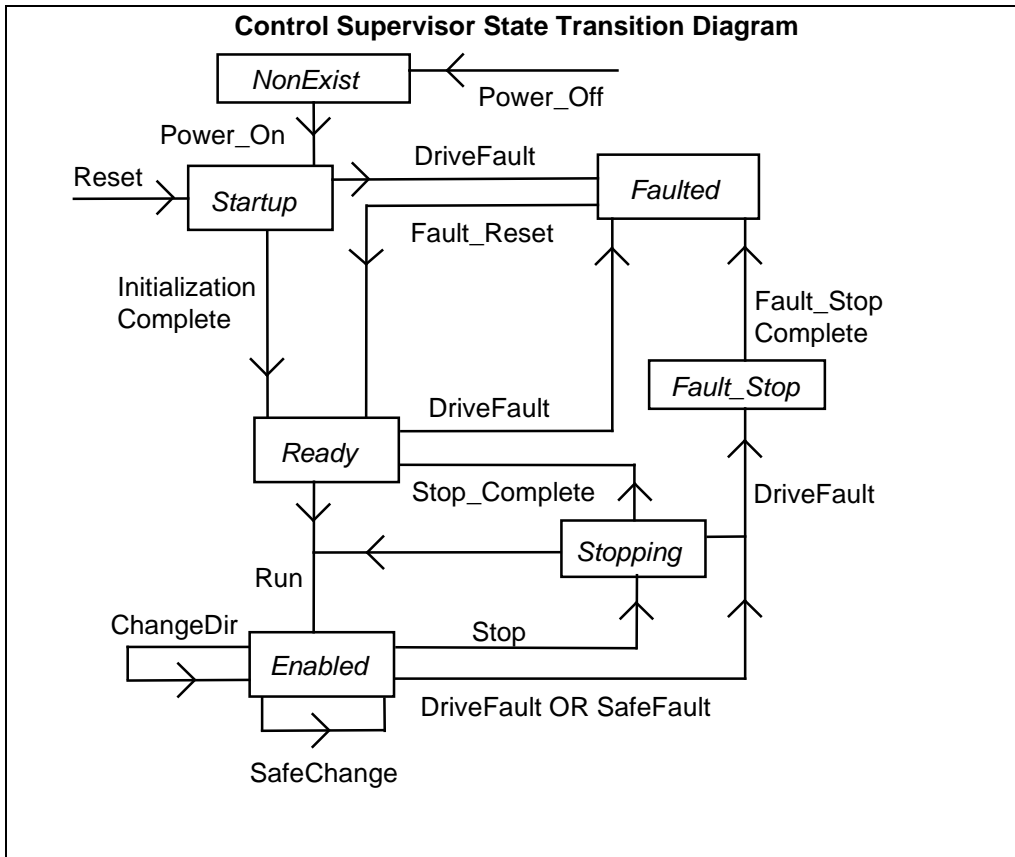 Control Supervisor State Transition Diagram
NonExist
Power_Off
Power_On
DriveFault
Reset
Startup
Faulted
Fault_Reset
Initialization
Complete
Fault_Stop
Complete
Fault_Stop
DriveFault
Ready
Stop_Complete
DriveFault
Stopping
Run
ChangeDir
Stop
Enabled
DriveFault OR SafeFault
SafeChange